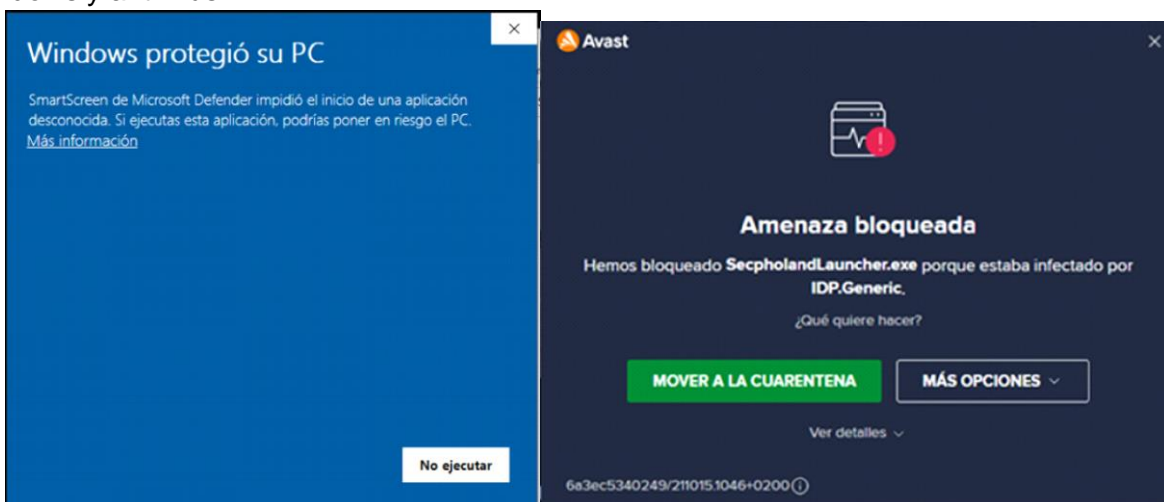 Windows protegió su PC
SmartScreen de Microsoft Defender impidió el inicio de una aplicación
desconocida. Si ejecutas esta aplicación, podrías poner en riesgo el PC.
Más información
No ejecutar
Avast
Amenaza bloqueada
Hemos bloqueado SecpholandLauncher.exe porque estaba infectado por
IDP.Generic.
¿Qué quiere hacer?
MOVER A LA CUARENTENA
MÁS OPCIONES
Ver detalles
6a3ec5340249/211015.1046+0200